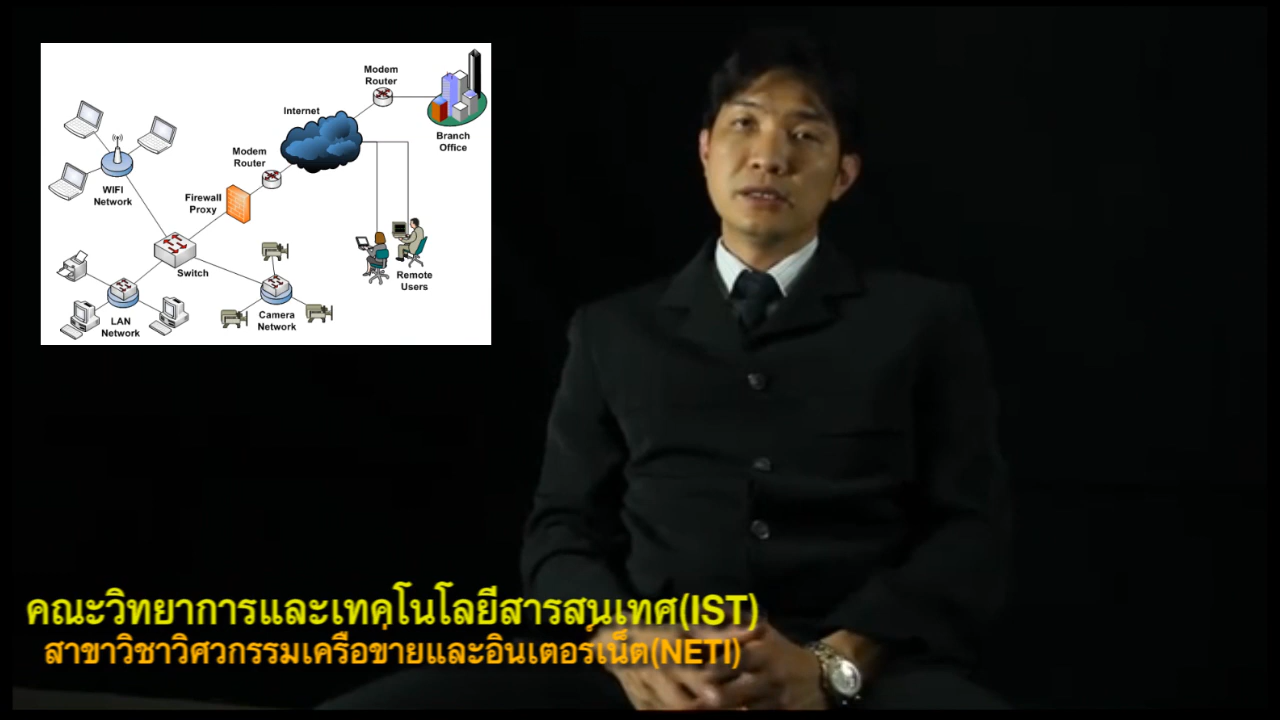 Modem
Router
Internet
Branch
Office
Modem
Router
WIFI
Network
Firewall
Proxy
Switch
Remote
Users
LAN
Network
Camera
Network
คณะวิทยาการและเทคโนโลยีสารสนเทศ(IST)
สาขาวิชาวิศวกรรมเครือข่ายและอินเตอร์เน็ต(NETI)